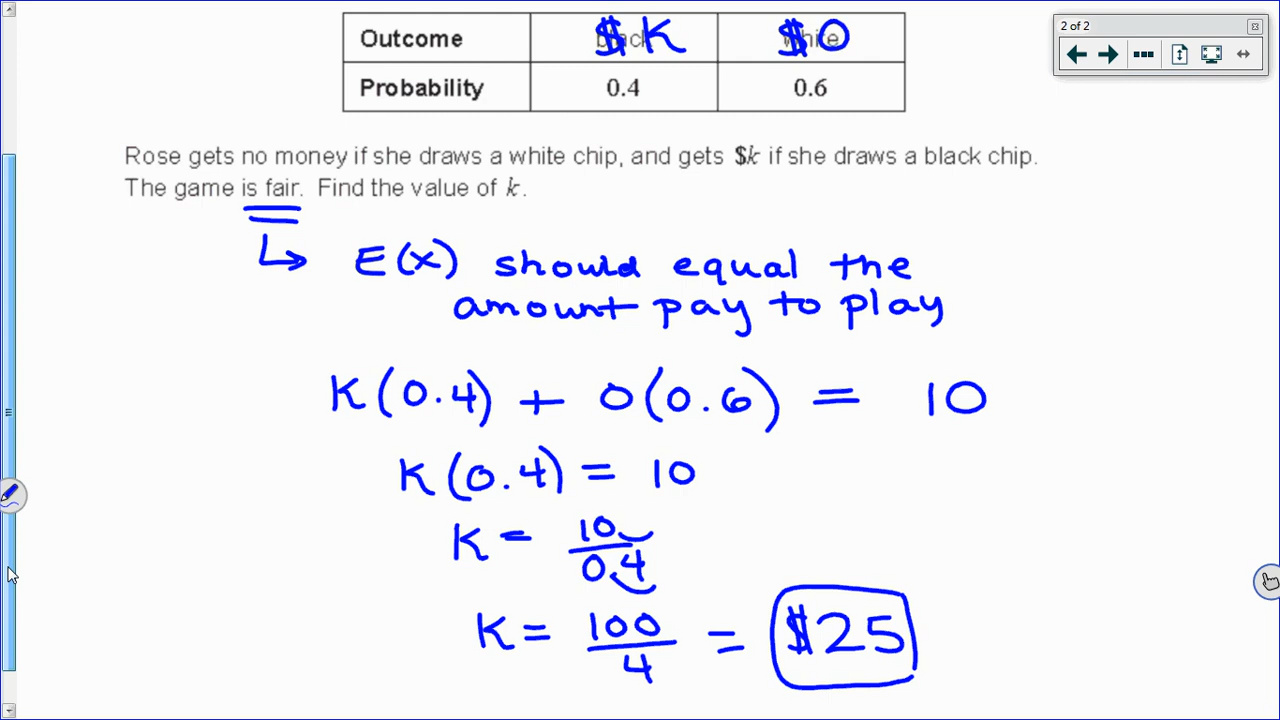 2 of 2
Outcome $K $0
Probability 0.4 0.6
Rose gets no money if she draws a white chip, and gets $k if she draws a black chip.
The game is fair. Find the value of k.
↳ E(x) should equal the
amount pay to play
K(0.4) + 0(0.6) = 10
K(0.4) = 10
K = 10/0.4
K = 100/4 = $25